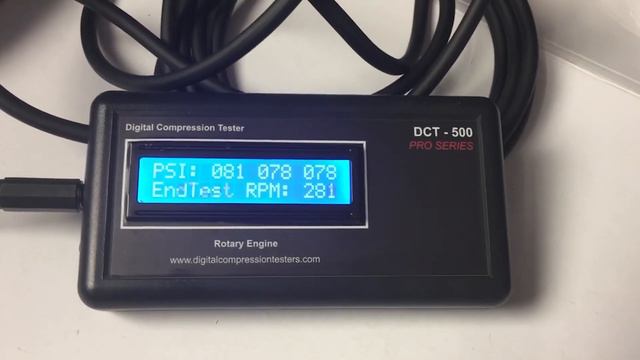 Digital Compression Tester
DCT - 500
PRO SERIES
PSI: 081 078 078
EndTest RPM: 281
Rotary Engine
www.digitalcompressiontesters.com